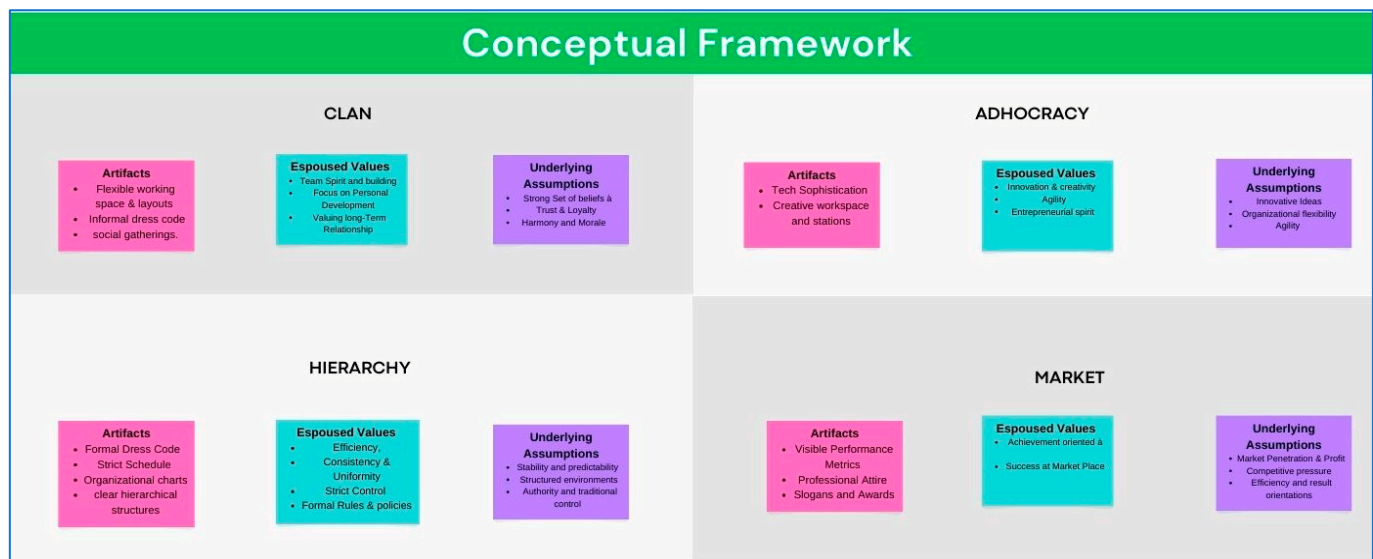 Conceptual Framework
CLAN
Artifacts
• Flexible working
space & layouts
• Informal dress code
• social gatherings.
Espoused Values
• Team Spirit and building
• Focus on Personal
Development
• Valuing long-Term
Relationship
Underlying
Assumptions
• Strong Set of beliefs à
• Trust & Loyalty
• Harmony and Morale
ADHOCRACY
Artifacts
• Tech Sophistication
• Creative workspace
and stations
Espoused Values
• Innovation & creativity
• Agility
• Entrepreneurial spirit
Underlying
Assumptions
• Innovative Ideas
• Organizational flexibility
• Agility
HIERARCHY
Artifacts
• Formal Dress Code
• Strict Schedule
• Organizational charts
• clear hierarchical
structures
Espoused Values
• Efficiency,
• Consistency &
Uniformity
• Strict Control
• Formal Rules & policies
Underlying
Assumptions
• Stability and predictability
• Structured environments
• Authority and traditional
control
MARKET
Artifacts
• Visible Performance
Metrics
• Professional Attire
• Slogans and Awards
Espoused Values
• Achievement oriented à
• Success at Market Place
Underlying
Assumptions
• Market Penetration & Profit
• Competitive pressure
• Efficiency and result
orientations